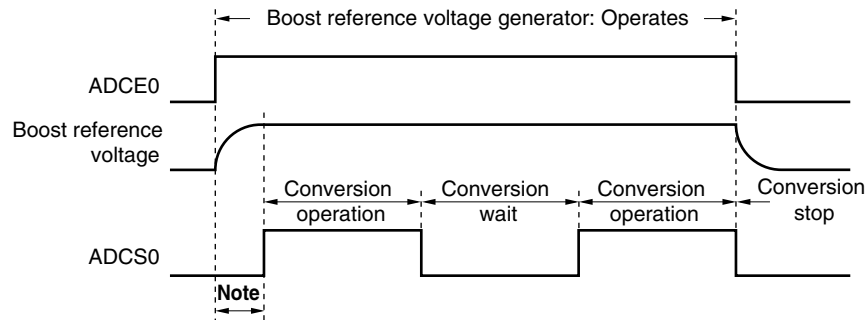 Boost reference voltage generator: Operates
ADCE0
Boost reference
voltage
Conversion
operation
Conversion
wait
Conversion
operation
Conversion
stop
ADCS0
Note